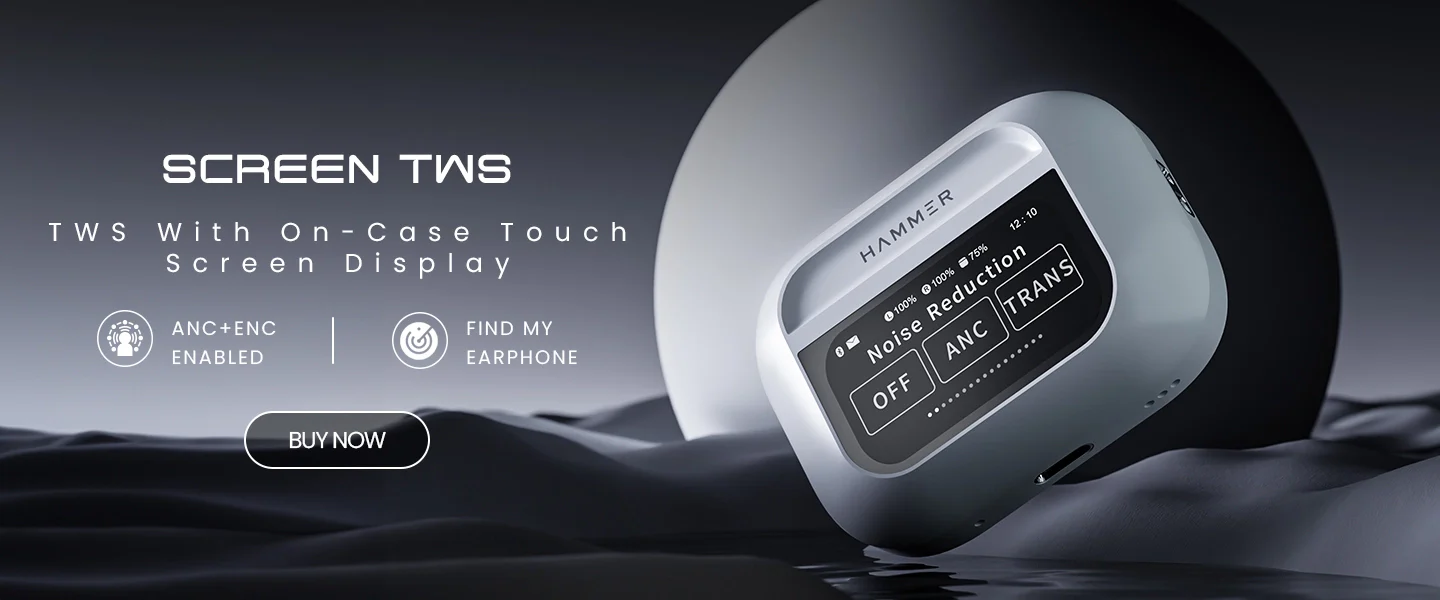 SCREEN TWS
TWS With On-Case Touch
Screen Display
ANC+ENC
ENABLED
FIND MY
EARPHONE
BUY NOW
HAMMER
12:10
L 100% R 100% 75%
Noise Reduction
OFF ANC TRANS